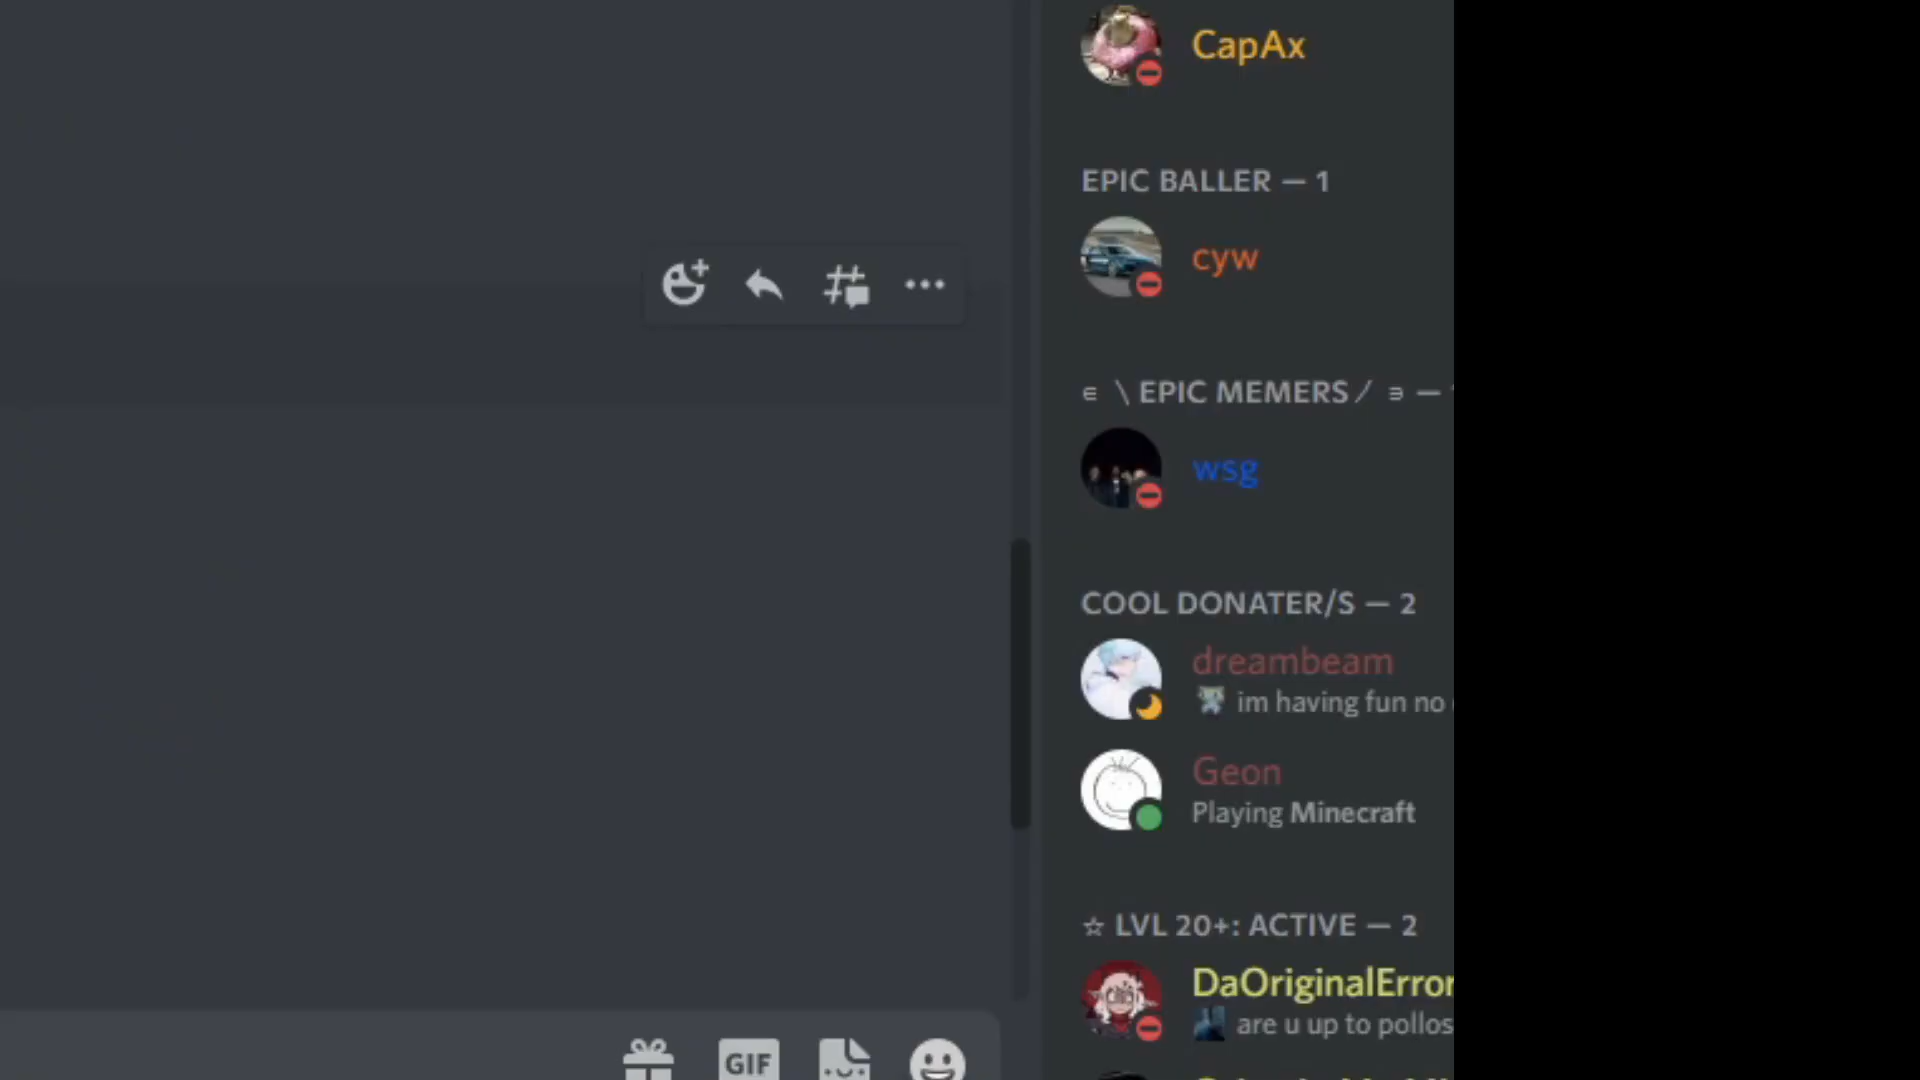 CapAx
EPIC BALLER — 1
cyw
∈ \ EPIC MEMERS / ∋ —
wsg
COOL DONATER/S — 2
dreambeam
im having fun no
Geon
Playing Minecraft
☆ LVL 20+: ACTIVE — 2
DaOriginalError
are u up to pollos
GIF